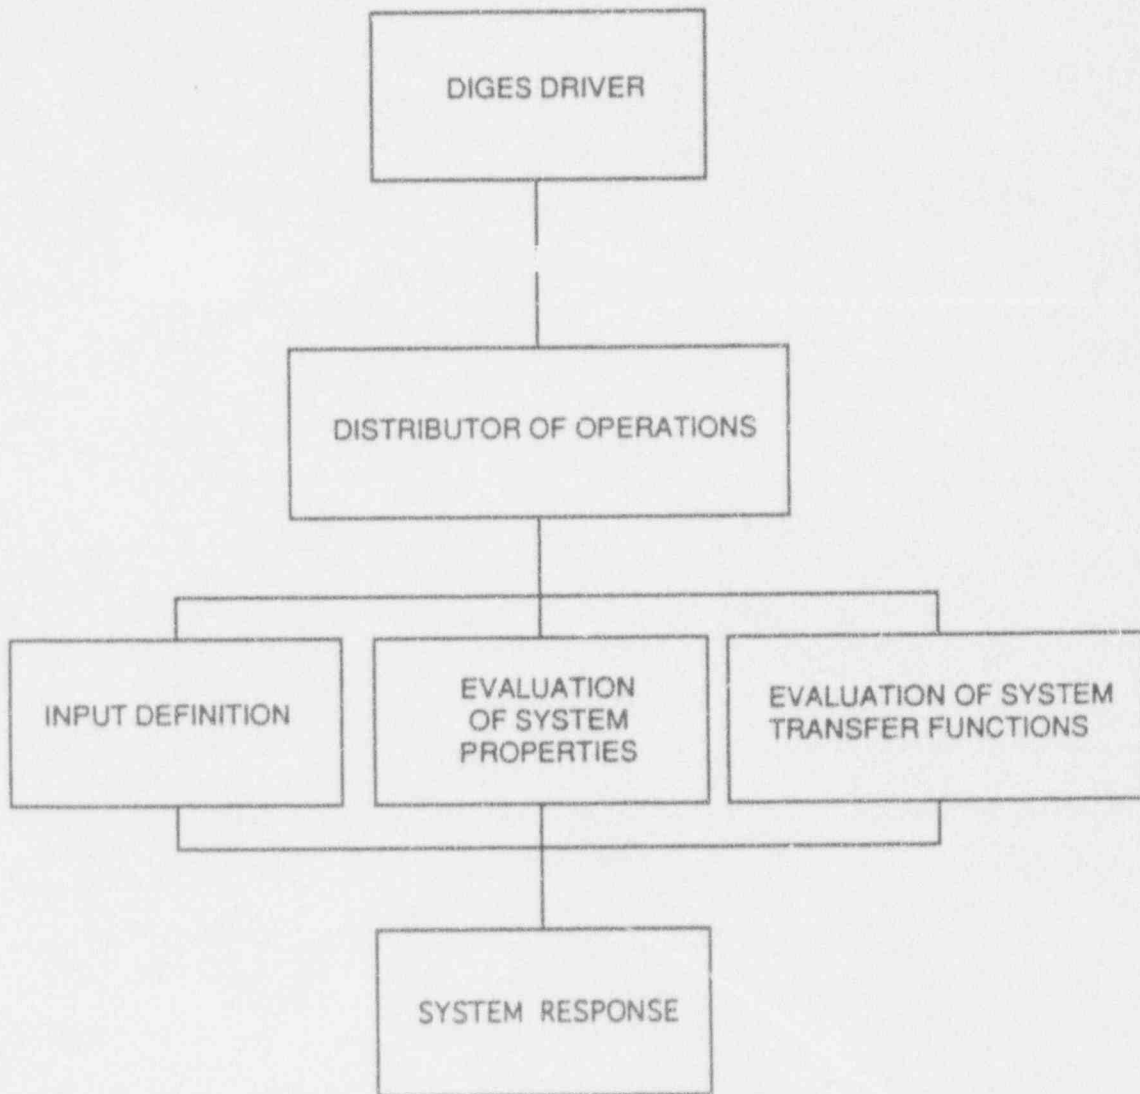 DIGES DRIVER
DISTRIBUTOR OF OPERATIONS
INPUT DEFINITION
EVALUATION
OF SYSTEM
PROPERTIES
EVALUATION OF SYSTEM
TRANSFER FUNCTIONS
SYSTEM RESPONSE